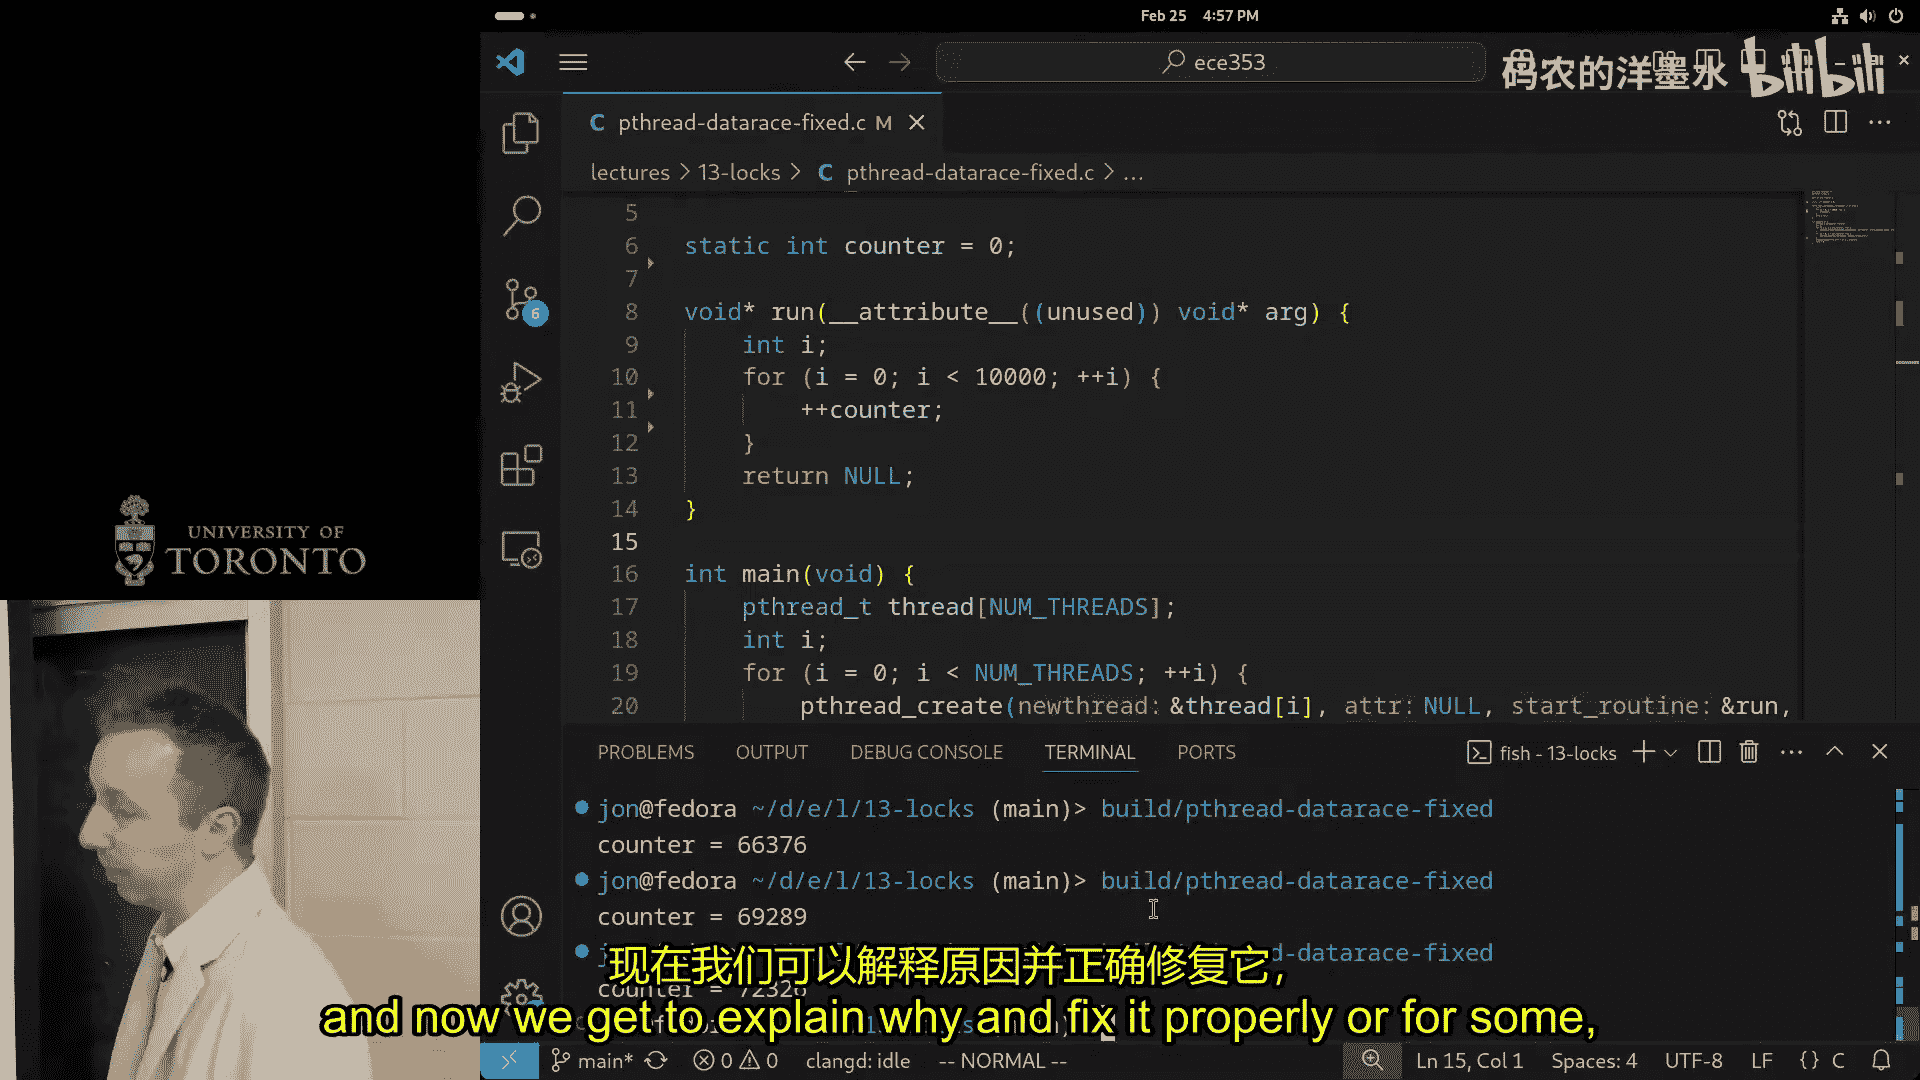 Feb 25 4:57 PM
ece353
码农的洋墨水 bilibili
pthread-datarace-fixed.c M
lectures > 13-locks > C pthread-datarace-fixed.c > ...
5
6 static int counter = 0;
7
8 void* run(__attribute__((unused)) void* arg) {
9 int i;
10 for (i = 0; i < 10000; ++i) {
11 ++counter;
12 }
13 return NULL;
14 }
15
16 int main(void) {
17 pthread_t thread[NUM_THREADS];
18 int i;
19 for (i = 0; i < NUM_THREADS; ++i) {
20 pthread_create(newthread: &thread[i], attr: NULL, start_routine: &run,
6
UNIVERSITY OF
TORONTO
PROBLEMS OUTPUT DEBUG CONSOLE TERMINAL PORTS
fish - 13-locks
jon@fedora ~/d/e/l/13-locks (main)> build/pthread-datarace-fixed
counter = 66376
jon@fedora ~/d/e/l/13-locks (main)> build/pthread-datarace-fixed
counter = 69289
datarace-fixed
counter = 72326
现在我们可以解释原因并正确修复它，
and now we get to explain why and fix it properly or for some,
main* 0 0 clangd: idle -- NORMAL -- Ln 15, Col 1 Spaces: 4 UTF-8 LF {} C